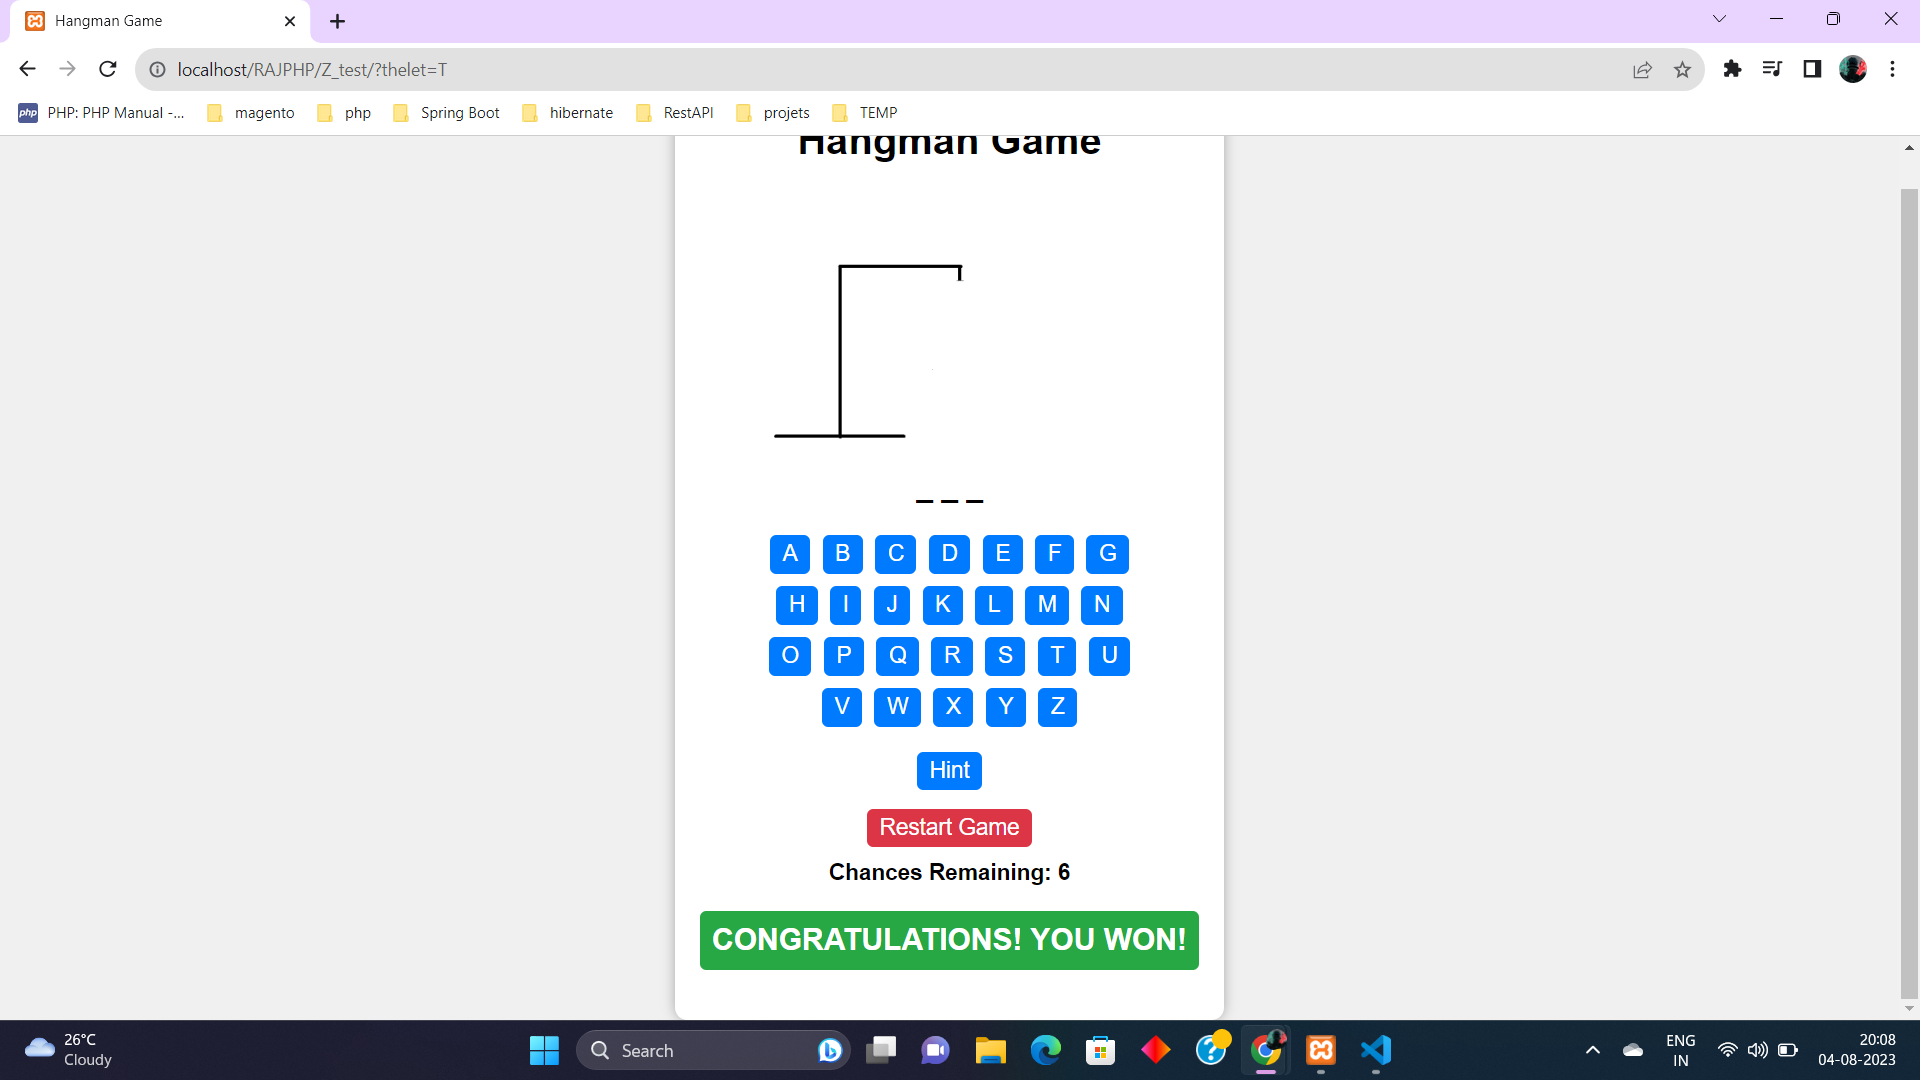 Hangman Game
localhost/RAJPHP/Z_test/?thelet=T
php PHP: PHP Manual -... magento php Spring Boot hibernate RestAPI projets TEMP
Hangman Game
_ _ _
A B C D E F G
H I J K L M N
O P Q R S T U
V W X Y Z
Hint
Restart Game
Chances Remaining: 6
CONGRATULATIONS! YOU WON!
26°C
Cloudy
Search
ENG
IN
20:08
04-08-2023